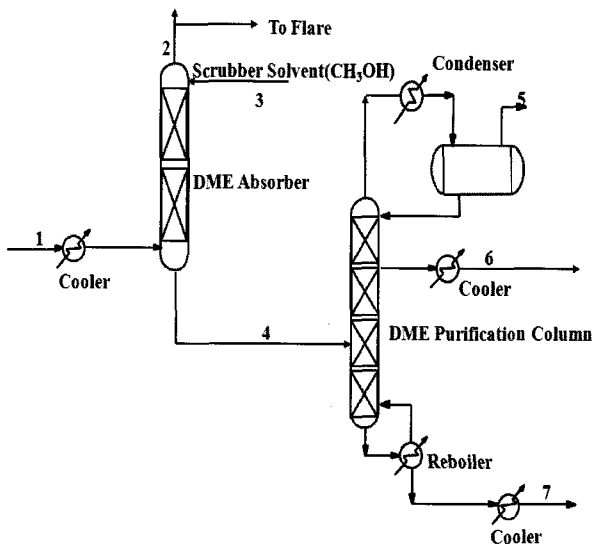 To Flare
2
Scrubber Solvent(CH₃OH)
3
Condenser
5
DME Absorber
1
Cooler
6
Cooler
4
DME Purification Column
Reboiler
7
Cooler